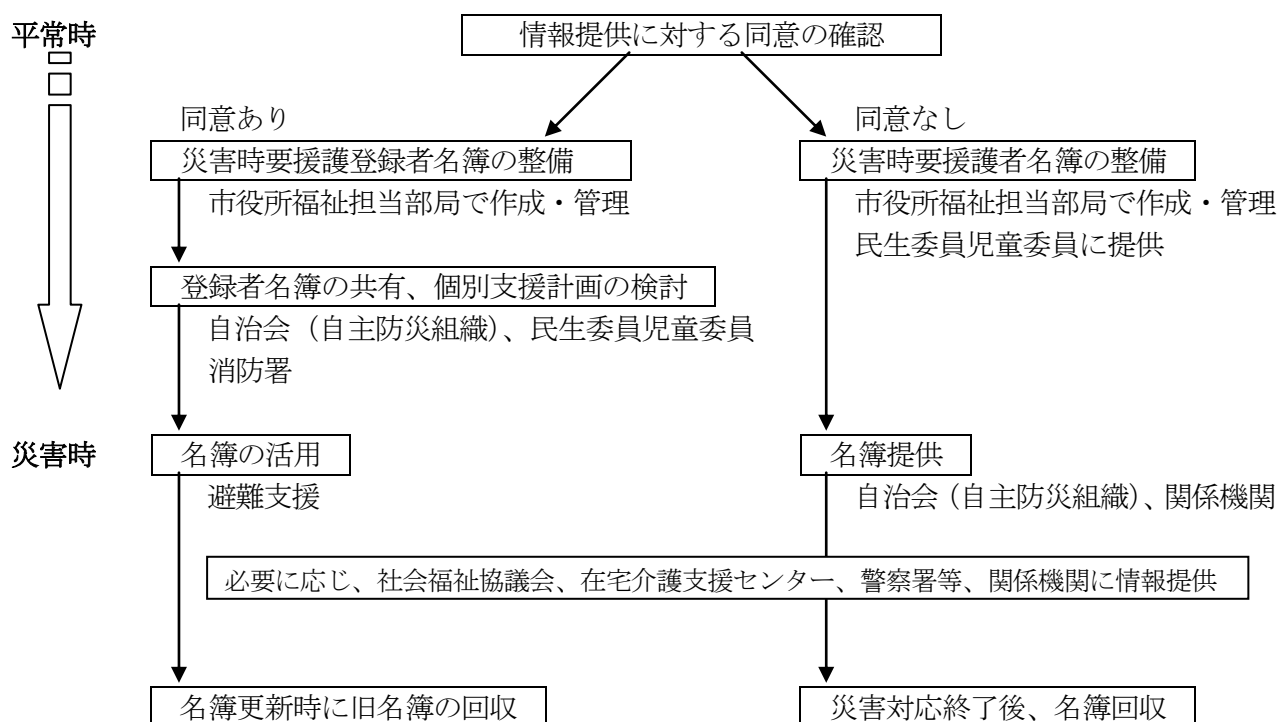 平常時
情報提供に対する同意の確認
同意あり
同意なし
災害時要援護登録者名簿の整備
災害時要援護者名簿の整備
市役所福祉担当部局で作成・管理
市役所福祉担当部局で作成・管理
民生委員児童委員に提供
登録者名簿の共有、個別支援計画の検討
自治会（自主防災組織）、民生委員児童委員
消防署
災害時
名簿の活用
名簿提供
避難支援
自治会（自主防災組織）、関係機関
必要に応じ、社会福祉協議会、在宅介護支援センター、警察署等、関係機関に情報提供
名簿更新時に旧名簿の回収
災害対応終了後、名簿回収